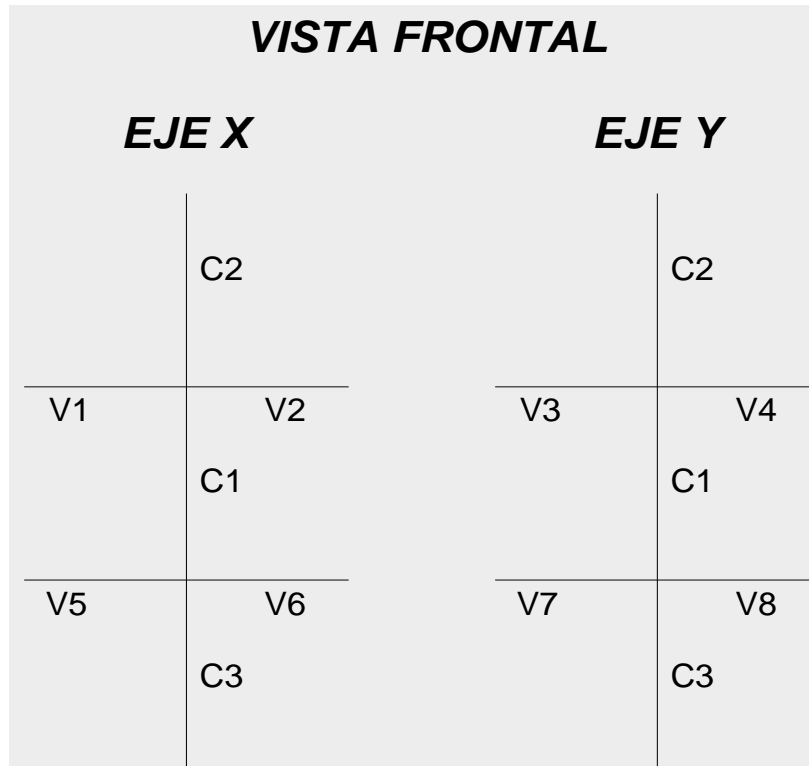 VISTA FRONTAL
EJE X EJE Y
C2 C2
V1 V2 V3 V4
C1 C1
V5 V6 V7 V8
C3 C3